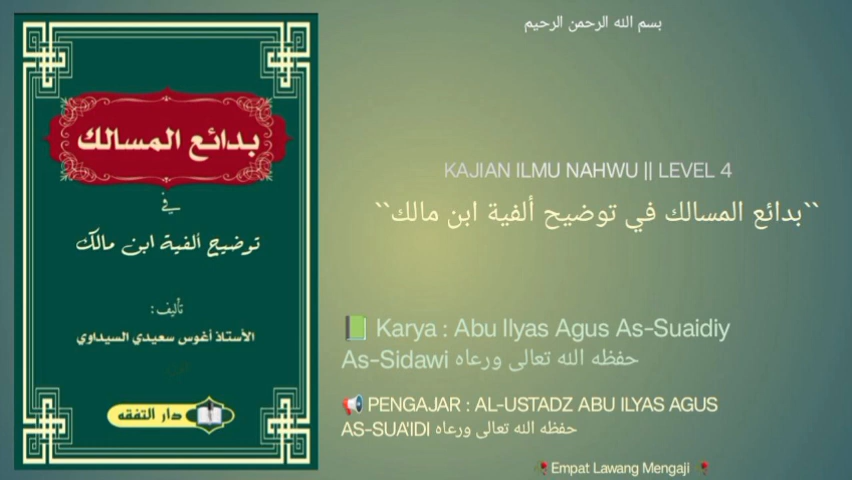 بدائع المسالك
في
توضيح ألفية ابن مالك
تأليف:
الأستاذ أغوس سعيدي السيداوي
دار التفقه
بسم الله الرحمن الرحيم
KAJIAN ILMU NAHWU || LEVEL 4
``بدائع المسالك في توضيح ألفية ابن مالك``
📗 Karya : Abu Ilyas Agus As-Suaidiy
As-Sidawi حفظه الله تعالى ورعاه
📢 PENGAJAR : AL-USTADZ ABU ILYAS AGUS
AS-SUA'IDI حفظه الله تعالى ورعاه
🥀Empat Lawang Mengaji🥀